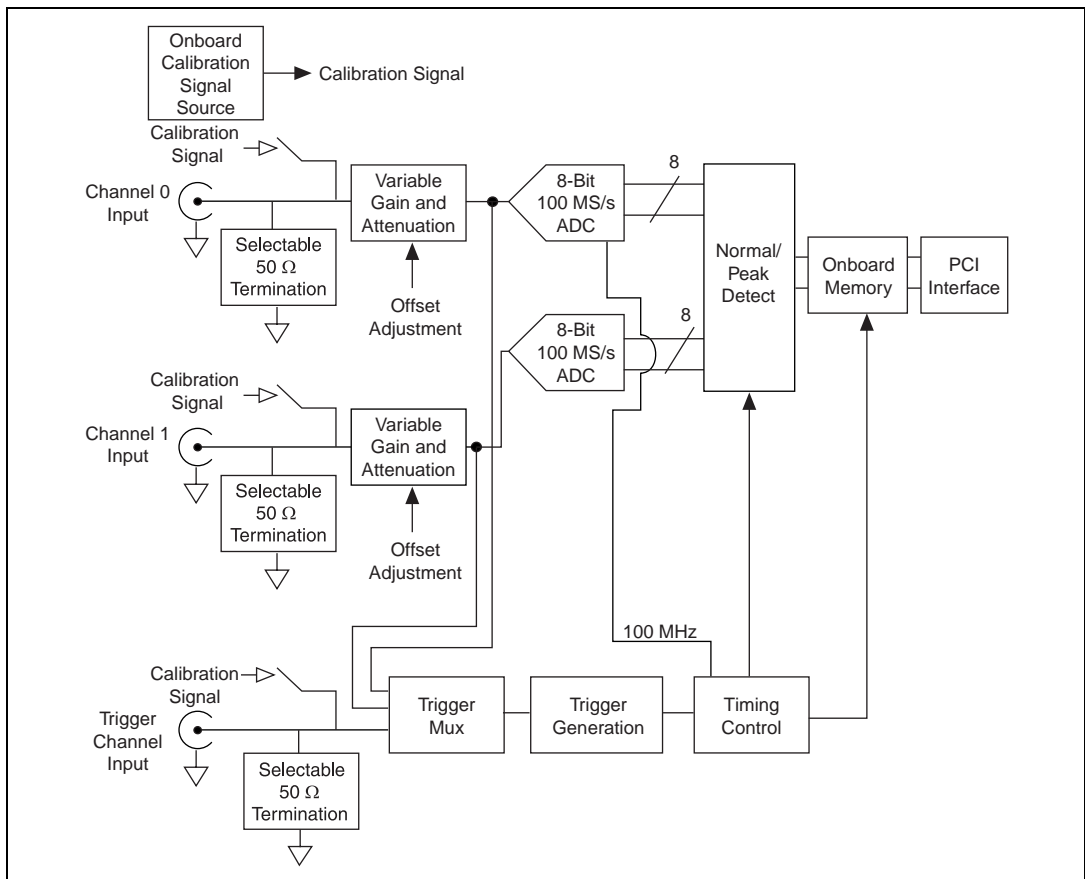 Onboard
Calibration
Signal
Source
Calibration Signal
Calibration
Signal
Channel 0
Input
Variable
Gain and
Attenuation
8-Bit
100 MS/s
ADC
8
Selectable
50 Ω
Termination
Offset
Adjustment
Normal/
Peak
Detect
Onboard
Memory
PCI
Interface
8-Bit
100 MS/s
ADC
8
Calibration
Signal
Channel 1
Input
Variable
Gain and
Attenuation
Selectable
50 Ω
Termination
Offset
Adjustment
100 MHz
Calibration
Signal
Trigger
Channel
Input
Trigger
Mux
Trigger
Generation
Timing
Control
Selectable
50 Ω
Termination